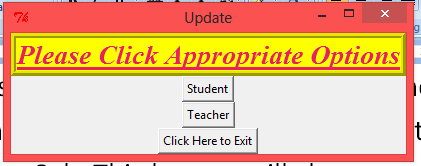 Update
Please Click Appropriate Options
Student
Teacher
Click Here to Exit